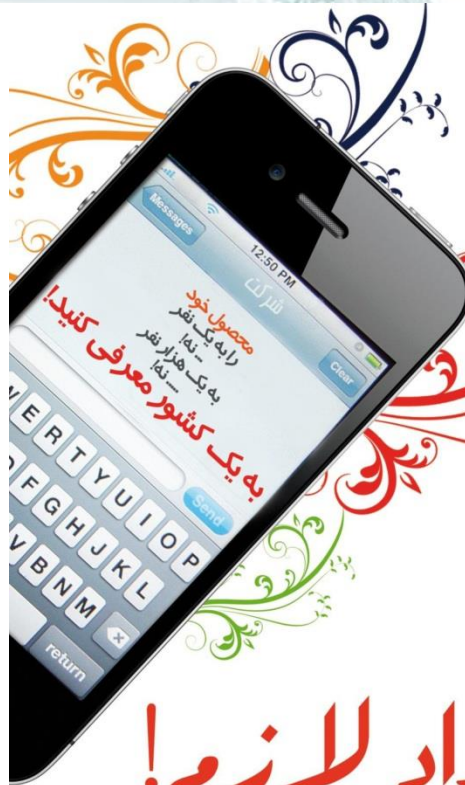 12:50 PM
Messages
شرکت
Clear
محصول خود
را به یک نفر
... نه!
به یک هزار نفر
.... نه!
به یک کشور معرفی کنید!
Send
W E R T Y U I O P
D F G H J K L
V B N M
return
لازم!